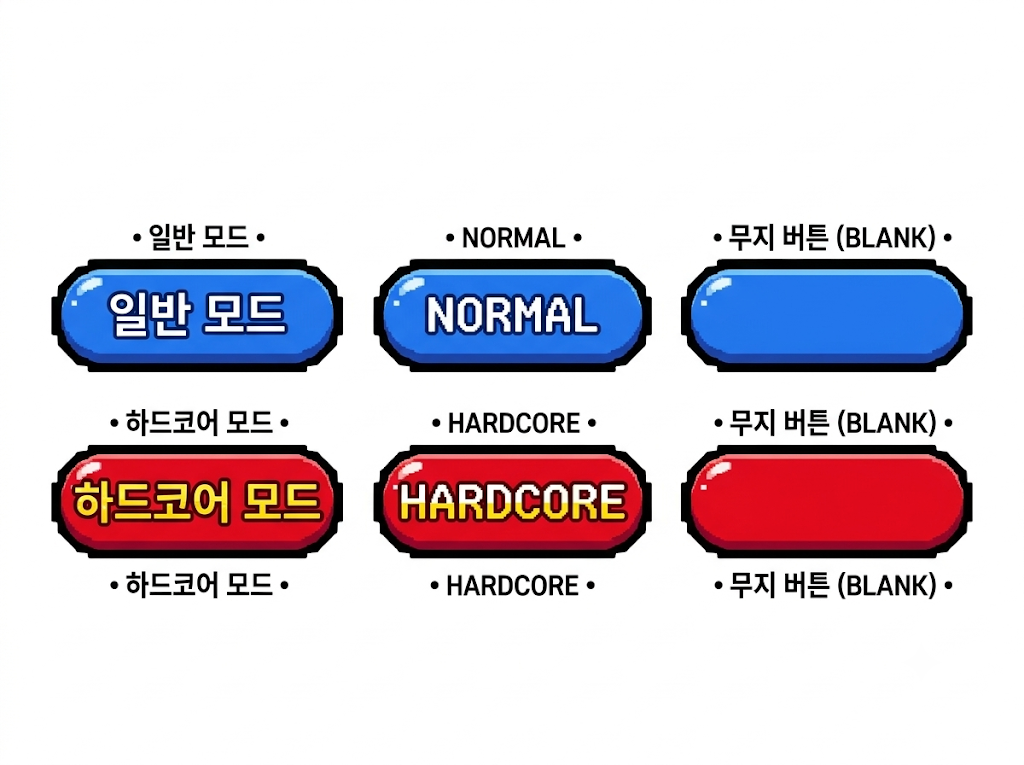 • 일반 모드 •
• NORMAL •
• 무지 버튼 (BLANK) •
일반 모드
NORMAL
• 하드코어 모드 •
• HARDCORE •
• 무지 버튼 (BLANK) •
하드코어 모드
HARDCORE
• 하드코어 모드 •
• HARDCORE •
• 무지 버튼 (BLANK) •